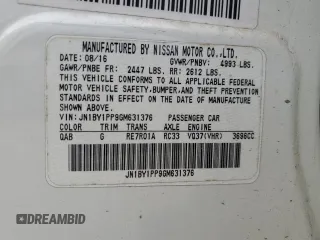 MANUFACTURED BY NISSAN MOTOR CO.,LTD.
DATE: 08/16 GVWR/PNBV: 4993 LBS.
GAWR/PNBE FR: 2447 LBS. RR: 2612 LBS.
THIS VEHICLE CONFORMS TO ALL APPLICABLE FEDERAL
MOTOR VEHICLE SAFETY,BUMPER,AND THEFT PREVENTION
STANDARDS IN EFFECT ON THE DATE OF MANUFACTURE
SHOWN ABOVE.
VIN: JN1BY1PP9GM631376 PASSENGER CAR
COLOR TRIM TRANS AXLE ENGINE
QAB G RE7R01A RC33 VQ37(VHR) 3696CC
JN1BY1PP9GM631376